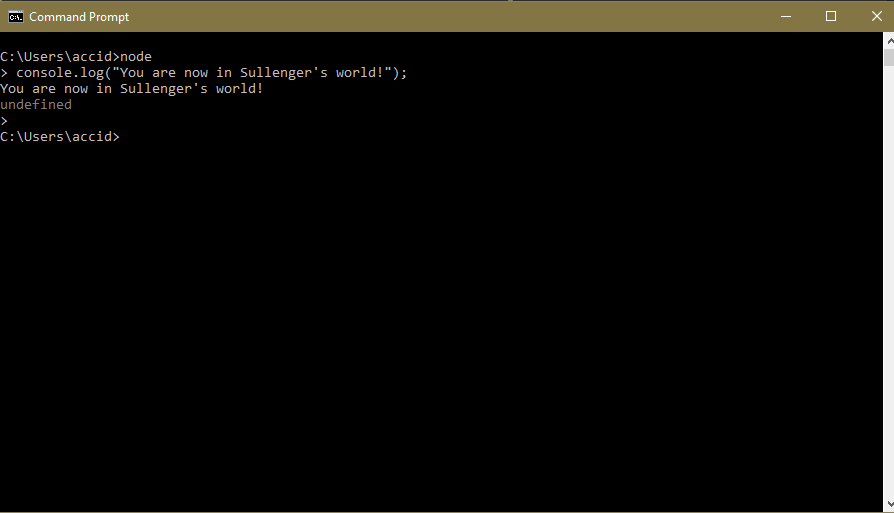 Command Prompt
C:\Users\accid>node
> console.log("You are now in Sullenger's world!");
You are now in Sullenger's world!
undefined
>
C:\Users\accid>